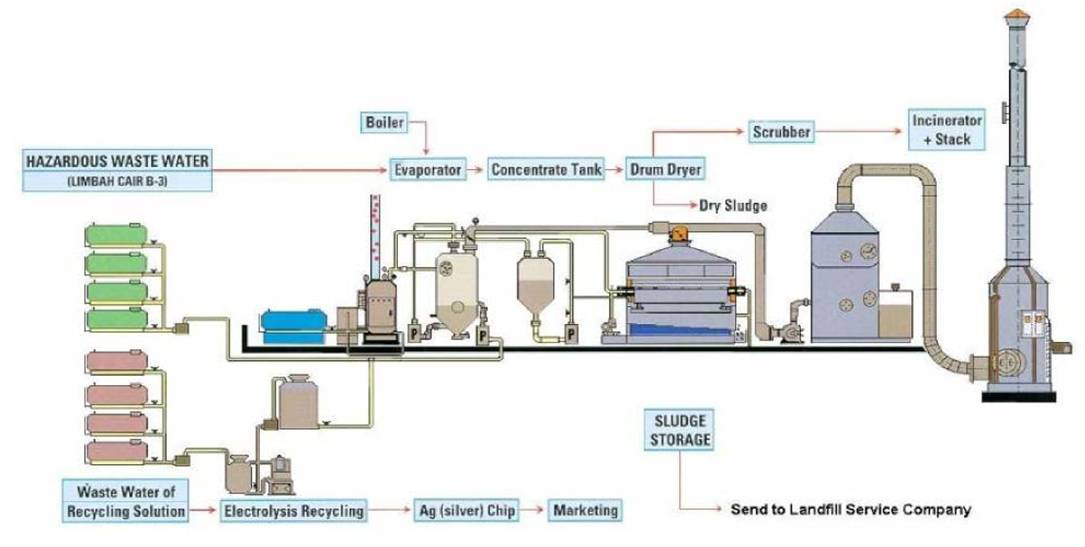 Boiler
Scrubber
Incinerator
+ Stack
HAZARDOUS WASTE WATER
(LIMBAH CAIR B-3)
Evaporator
Concentrate Tank
Drum Dryer
Dry Sludge
P
P
P
SLUDGE
STORAGE
Waste Water of
Recycling Solution
Electrolysis Recycling
Ag (silver) Chip
Marketing
Send to Landfill Service Company